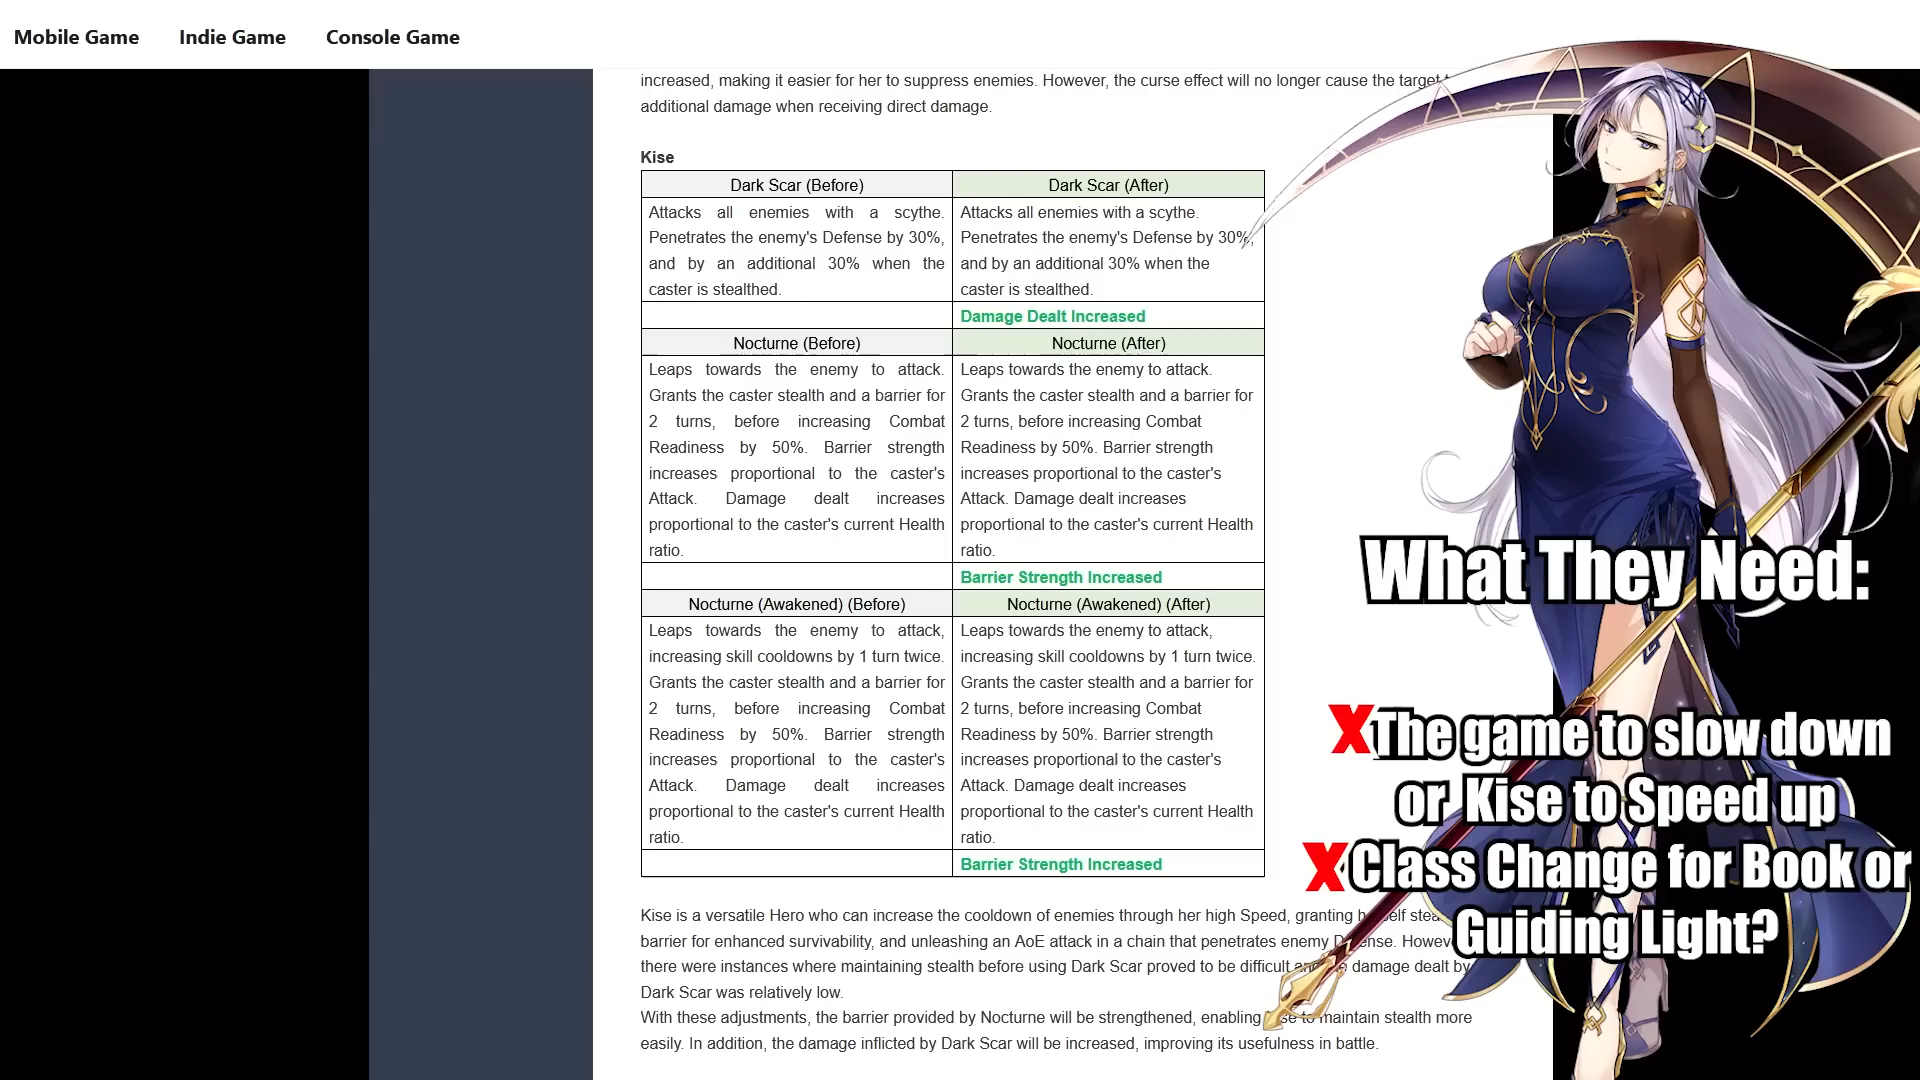 Mobile Game Indie Game Console Game
increased, making it easier for her to suppress enemies. However, the curse effect will no longer cause the target
additional damage when receiving direct damage.
Kise
Dark Scar (Before)
Dark Scar (After)
Attacks all enemies with a scythe.
Penetrates the enemy's Defense by 30%,
and by an additional 30% when the
caster is stealthed.
Attacks all enemies with a scythe.
Penetrates the enemy's Defense by 30%,
and by an additional 30% when the
caster is stealthed.
Damage Dealt Increased
Nocturne (Before)
Nocturne (After)
Leaps towards the enemy to attack.
Grants the caster stealth and a barrier for
2 turns, before increasing Combat
Readiness by 50%. Barrier strength
increases proportional to the caster's
Attack. Damage dealt increases
proportional to the caster's current Health
ratio.
Leaps towards the enemy to attack.
Grants the caster stealth and a barrier for
2 turns, before increasing Combat
Readiness by 50%. Barrier strength
increases proportional to the caster's
Attack. Damage dealt increases
proportional to the caster's current Health
ratio.
Barrier Strength Increased
Nocturne (Awakened) (Before)
Nocturne (Awakened) (After)
Leaps towards the enemy to attack,
increasing skill cooldowns by 1 turn twice.
Grants the caster stealth and a barrier for
2 turns, before increasing Combat
Readiness by 50%. Barrier strength
increases proportional to the caster's
Attack. Damage dealt increases
proportional to the caster's current Health
ratio.
Leaps towards the enemy to attack,
increasing skill cooldowns by 1 turn twice.
Grants the caster stealth and a barrier for
2 turns, before increasing Combat
Readiness by 50%. Barrier strength
increases proportional to the caster's
Attack. Damage dealt increases
proportional to the caster's current Health
ratio.
Barrier Strength Increased
Kise is a versatile Hero who can increase the cooldown of enemies through her high Speed, granting
barrier for enhanced survivability, and unleashing an AoE attack in a chain that penetrates enemy
there were instances where maintaining stealth before using Dark Scar proved to be difficult damage dealt by
Dark Scar was relatively low.
With these adjustments, the barrier provided by Nocturne will be strengthened, enabling to maintain stealth more
easily. In addition, the damage inflicted by Dark Scar will be increased, improving its usefulness in battle.
What They Need:
XThe game to slow down
or Kise to Speed up
XClass Change for Book or
Guiding Light?